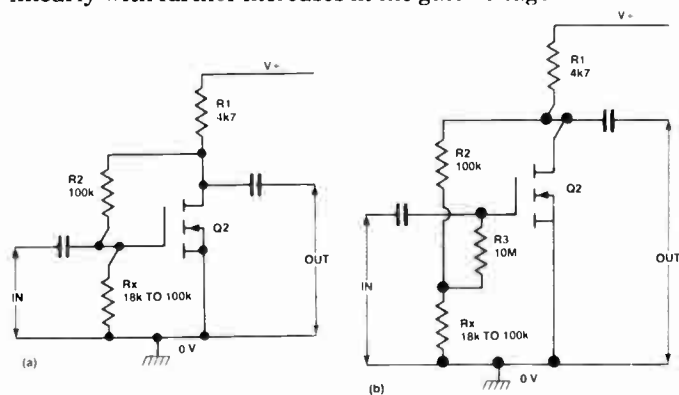 linearly with further increases in the gate voltage
V+
R1
4k7
R2
100k
Q2
IN
OUT
Rx
18k TO 100k
0 V
(a)
V+
R1
4k7
R2
100k
Q2
R3
10M
IN
OUT
Rx
18k TO 100k
0 V
(b)